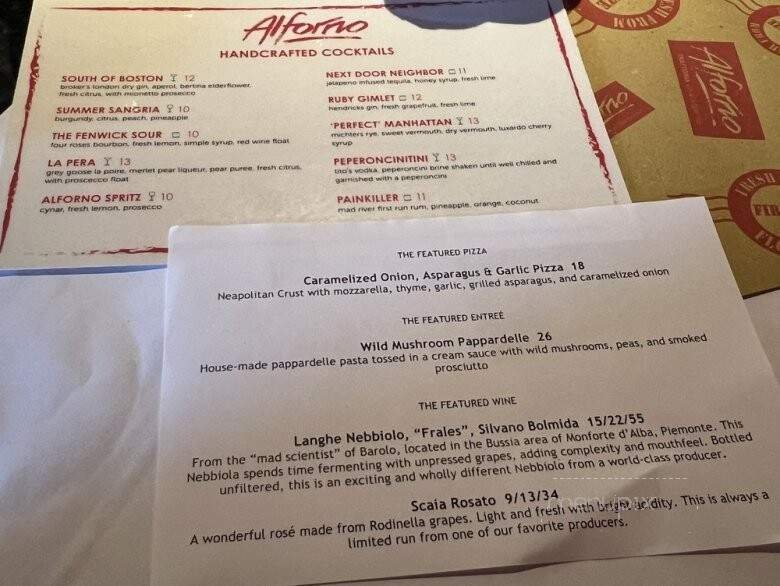 Alforno
HANDCRAFTED COCKTAILS
SOUTH OF BOSTON 12
broker's london dry gin, aperol, bertina elderflower,
fresh citrus, with mionetto prosecco
SUMMER SANGRIA 10
burgundy, citrus, peach, pineapple
THE FENWICK SOUR 10
four roses bourbon, fresh lemon, simple syrup, red wine float
LA PERA 13
grey goose la poire, merlet pear liqueur, pear puree, fresh citrus,
with proscecco float
ALFORNO SPRITZ 10
cynar, fresh lemon, prosecco
NEXT DOOR NEIGHBOR 11
jalapeno infused tequila, honey syrup, fresh lime
RUBY GIMLET 12
hendricks gin, fresh grapefruit, fresh lime
'PERFECT' MANHATTAN 13
michters rye, sweet vermouth, dry vermouth, luxardo cherry
syrup
PEPERONCINITINI 13
tito's vodka, peperoncini brine shaken until well chilled and
garnished with a peperoncini
PAINKILLER 11
mad river first run rum, pineapple, orange, coconut
FRESH FROM
Alforno
FRESH
FIR
THE FEATURED PIZZA
Caramelized Onion, Asparagus & Garlic Pizza 18
Neapolitan Crust with mozzarella, thyme, garlic, grilled asparagus, and caramelized onion
THE FEATURED ENTREÉ
Wild Mushroom Pappardelle 26
House-made pappardelle pasta tossed in a cream sauce with wild mushrooms, peas, and smoked
prosciutto
THE FEATURED WINE
Langhe Nebbiolo, "Frales", Silvano Bolmida 15/22/55
From the "mad scientist" of Barolo, located in the Bussia area of Monforte d'Alba, Piemonte. This
Nebbiola spends time fermenting with unpressed grapes, adding complexity and mouthfeel. Bottled
unfiltered, this is an exciting and wholly different Nebbiolo from a world-class producer.
Scaia Rosato 9/13/34
A wonderful rosé made from Rodinella grapes. Light and fresh with bright acidity. This is always a
limited run from one of our favorite producers.